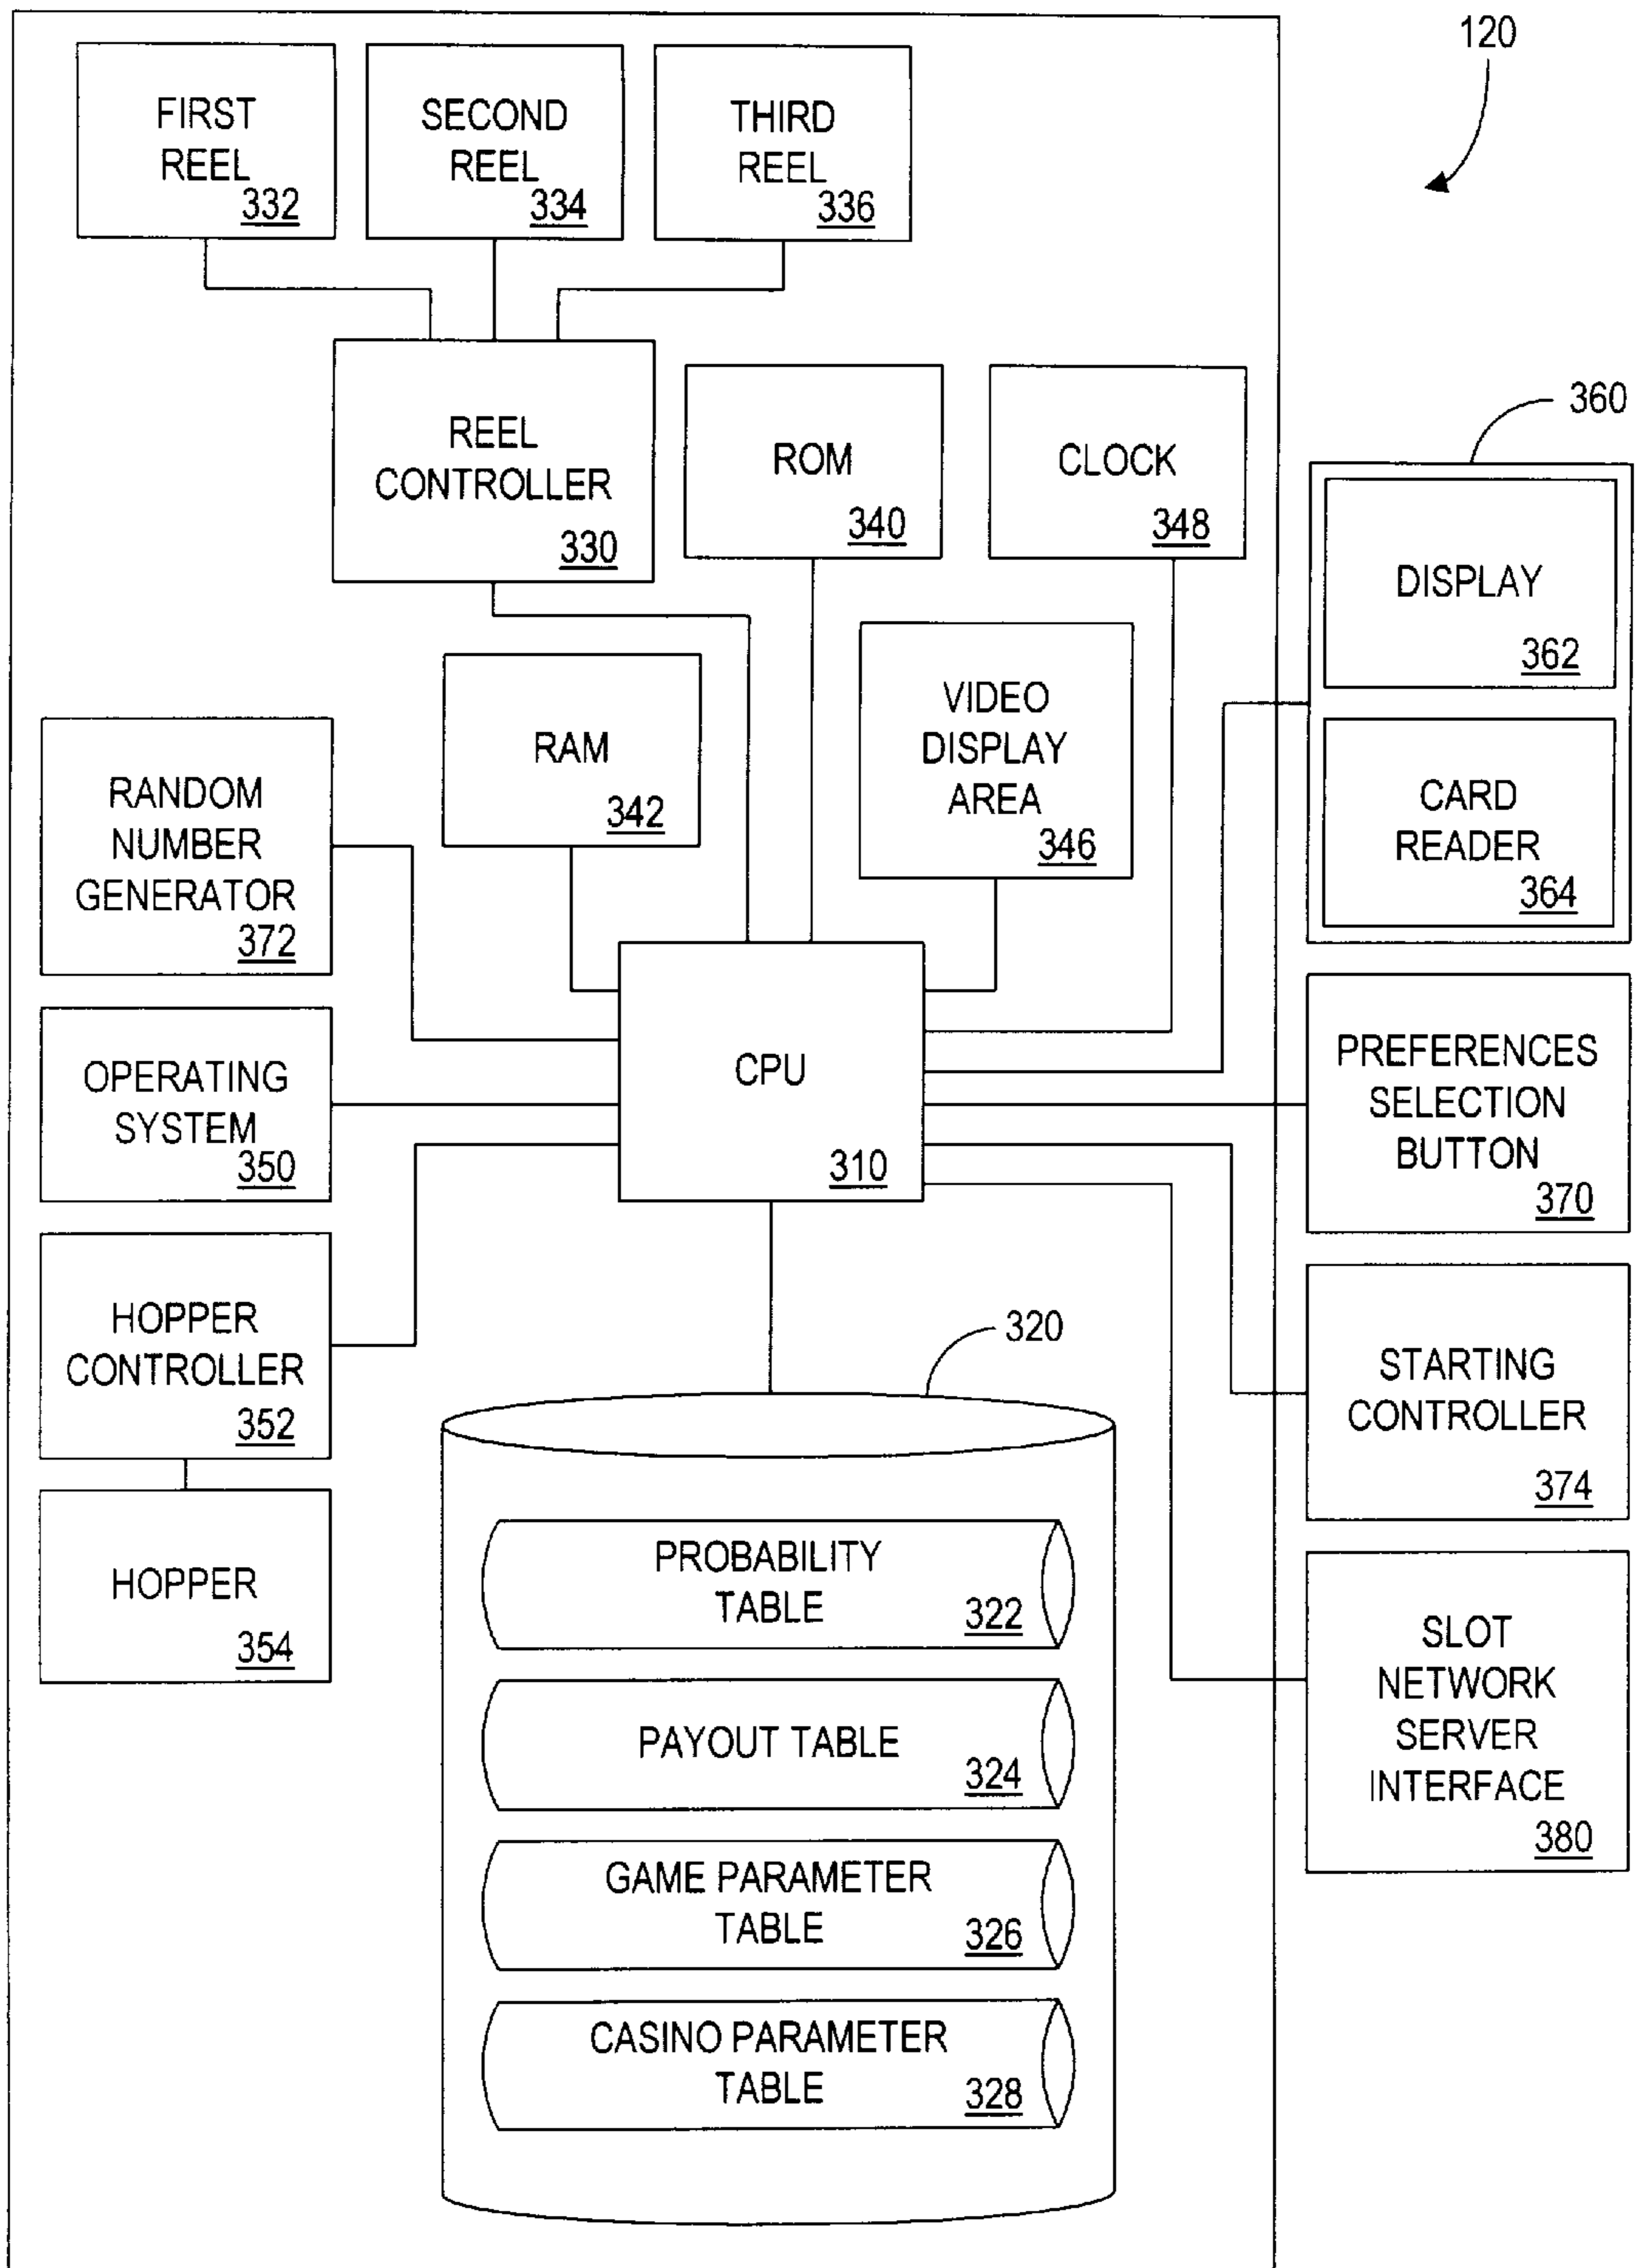 120
FIRST
REEL
332
SECOND
REEL
334
THIRD
REEL
336
REEL
CONTROLLER
330
ROM
340
CLOCK
348
360
DISPLAY
362
CARD
READER
364
RAM
342
VIDEO
DISPLAY
AREA
346
RANDOM
NUMBER
GENERATOR
372
OPERATING
SYSTEM
350
CPU
310
PREFERENCES
SELECTION
BUTTON
370
HOPPER
CONTROLLER
352
HOPPER
354
STARTING
CONTROLLER
374
320
PROBABILITY
TABLE
322
PAYOUT TABLE
324
GAME PARAMETER
TABLE
326
CASINO PARAMETER
TABLE
328
SLOT
NETWORK
SERVER
INTERFACE
380